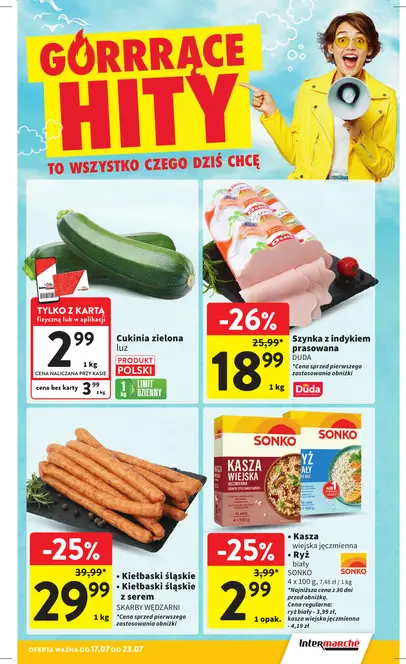 GORRRĄCE
HITY
TO WSZYSTKO CZEGO DZIŚ CHCĘ
TYLKO Z KARTĄ
fizyczną lub w aplikacji
2 99
1 kg
CENA NALICZANA PRZY KASIE
cena bez karty 3 99
1 kg
Cukinia zielona
luz
PRODUKT
POLSKI
1 kg
LIMIT
DZIENNY
Duda
-26%
25,99*
18 99
1 kg
Szynka z indykiem
prasowana
DUDA
*Cena sprzed pierwszego
zastosowania obniżki
Duda
-25%
39,99*
29 99
1 kg
• Kiełbaski śląskie
• Kiełbaski śląskie
z serem
SKARBY WĘDZARNI
*Cena sprzed pierwszego
zastosowania obniżki
SONKO
KASZA
WIEJSKA
JĘCZMIENNA
SONKO
RYŻ
BIAŁY
-25%
3,99*
2 99
1 opak.
• Kasza
wiejska jęczmienna
• Ryż
biały
SONKO
SONKO
4 x 100 g, 7,48 zł / 1 kg
*Najniższa cena z 30 dni
przed obniżką.
Cena regularna:
ryż biały - 3,99 zł,
kasza wiejska jęczmienna
- 4,19 zł
OFERTA WAŻNA OD 17.07 DO 23.07
Intermarché